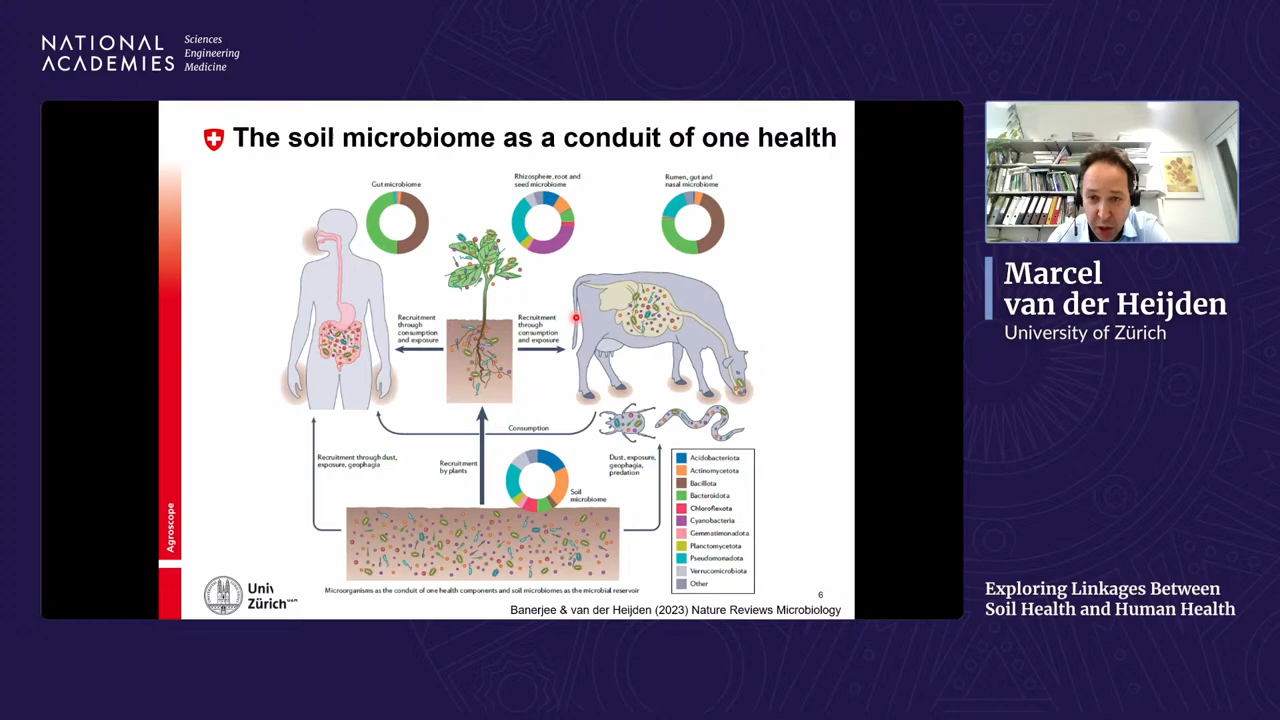 NATIONAL
ACADEMIES
Sciences
Engineering
Medicine
The soil microbiome as a conduit of one health
Gut microbiome
Rhizosphere, root and
seed microbiome
Rumen, gut and
nasal microbiome
Recruitment
through
consumption
and exposure
Recruitment
through
consumption
and exposure
Consumption
Recruitment through dust,
exposure, geophagia
Recruitment
by plants
Dust, exposure,
geophagia,
predation
Soil
microbiome
Acidobacteriota
Actinomycetota
Bacillota
Bacteroidota
Chloroflexota
Cyanobacteria
Gemmatimonadota
Planctomycetota
Pseudomonadota
Verrucomicrobiota
Other
Microorganisms as the conduit of one health components and soil microbiomes as the microbial reservoir
6
Banerjee & van der Heijden (2023) Nature Reviews Microbiology
Agroscope
Zürich
Marcel
van der Heijden
University of Zürich
Exploring Linkages Between
Soil Health and Human Health